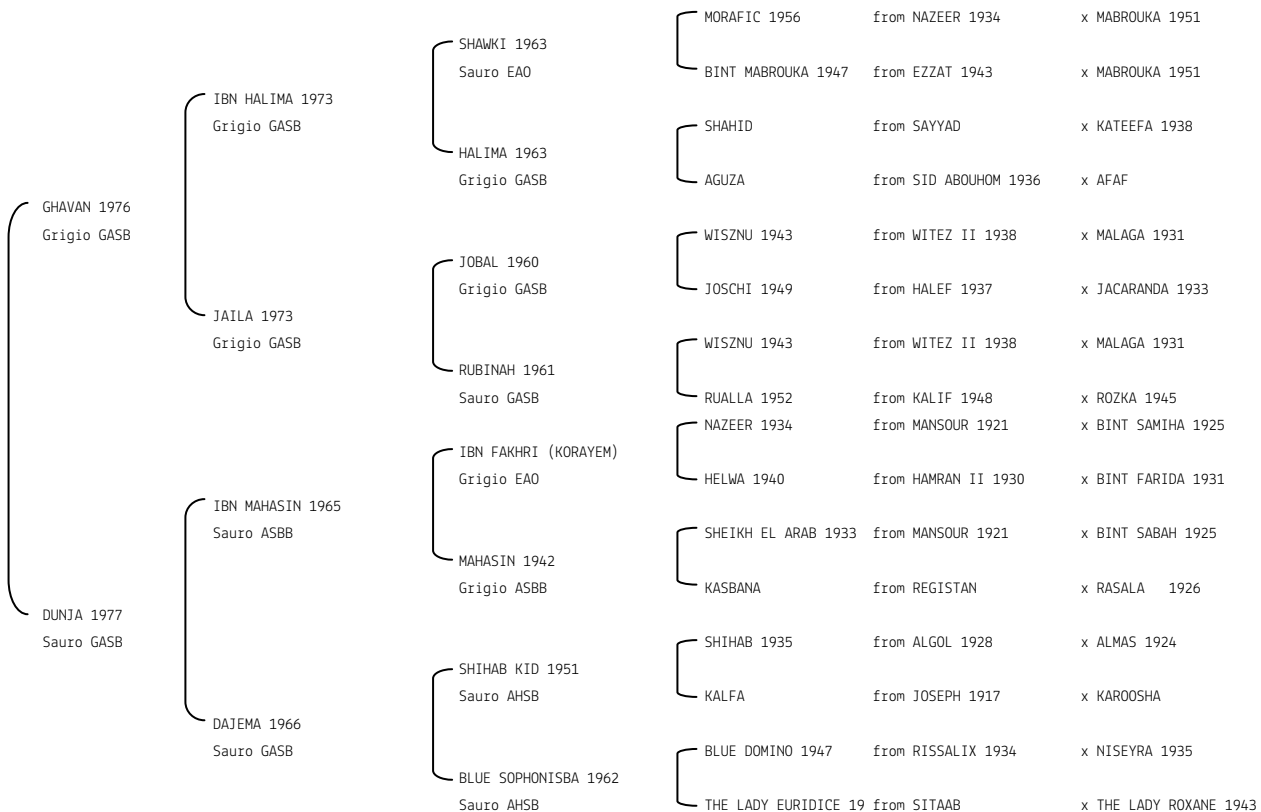 MORAFIC 1956 from NAZEER 1934 x MABROUKA 1951
SHAWKI 1963
Sauro EAO
BINT MABROUKA 1947 from EZZAT 1943 x MABROUKA 1951
IBN HALIMA 1973
Grigio GASB
SHAHID from SAYYAD x KATEEFA 1938
HALIMA 1963
Grigio GASB
AGUZA from SID ABOUHOM 1936 x AFAF
GHAVAN 1976
Grigio GASB
WISZNU 1943 from WITEZ II 1938 x MALAGA 1931
JOBAL 1960
Grigio GASB
JOSCHI 1949 from HALEF 1937 x JACARANDA 1933
JAILA 1973
Grigio GASB
WISZNU 1943 from WITEZ II 1938 x MALAGA 1931
RUBINAH 1961
Sauro GASB
RUALLA 1952 from KALIF 1948 x ROZKA 1945
NAZEER 1934 from MANSOUR 1921 x BINT SAMIHA 1925
IBN FAKHRI (KORAYEM)
Grigio EAO
HELWA 1940 from HAMRAN II 1930 x BINT FARIDA 1931
IBN MAHASIN 1965
Sauro ASBB
SHEIKH EL ARAB 1933 from MANSOUR 1921 x BINT SABAH 1925
MAHASIN 1942
Grigio ASBB
KASBANA from REGISTAN x RASALA 1926
DUNJA 1977
Sauro GASB
SHIHAB 1935 from ALGOL 1928 x ALMAS 1924
SHIHAB KID 1951
Sauro AHSB
KALFA from JOSEPH 1917 x KAROOSHA
DAJEMA 1966
Sauro GASB
BLUE DOMINO 1947 from RISSALIX 1934 x NISEYRA 1935
BLUE SOPHONISBA 1962
Sauro AHSB
THE LADY EURIDICE 19 from SITAAB x THE LADY ROXANE 1943